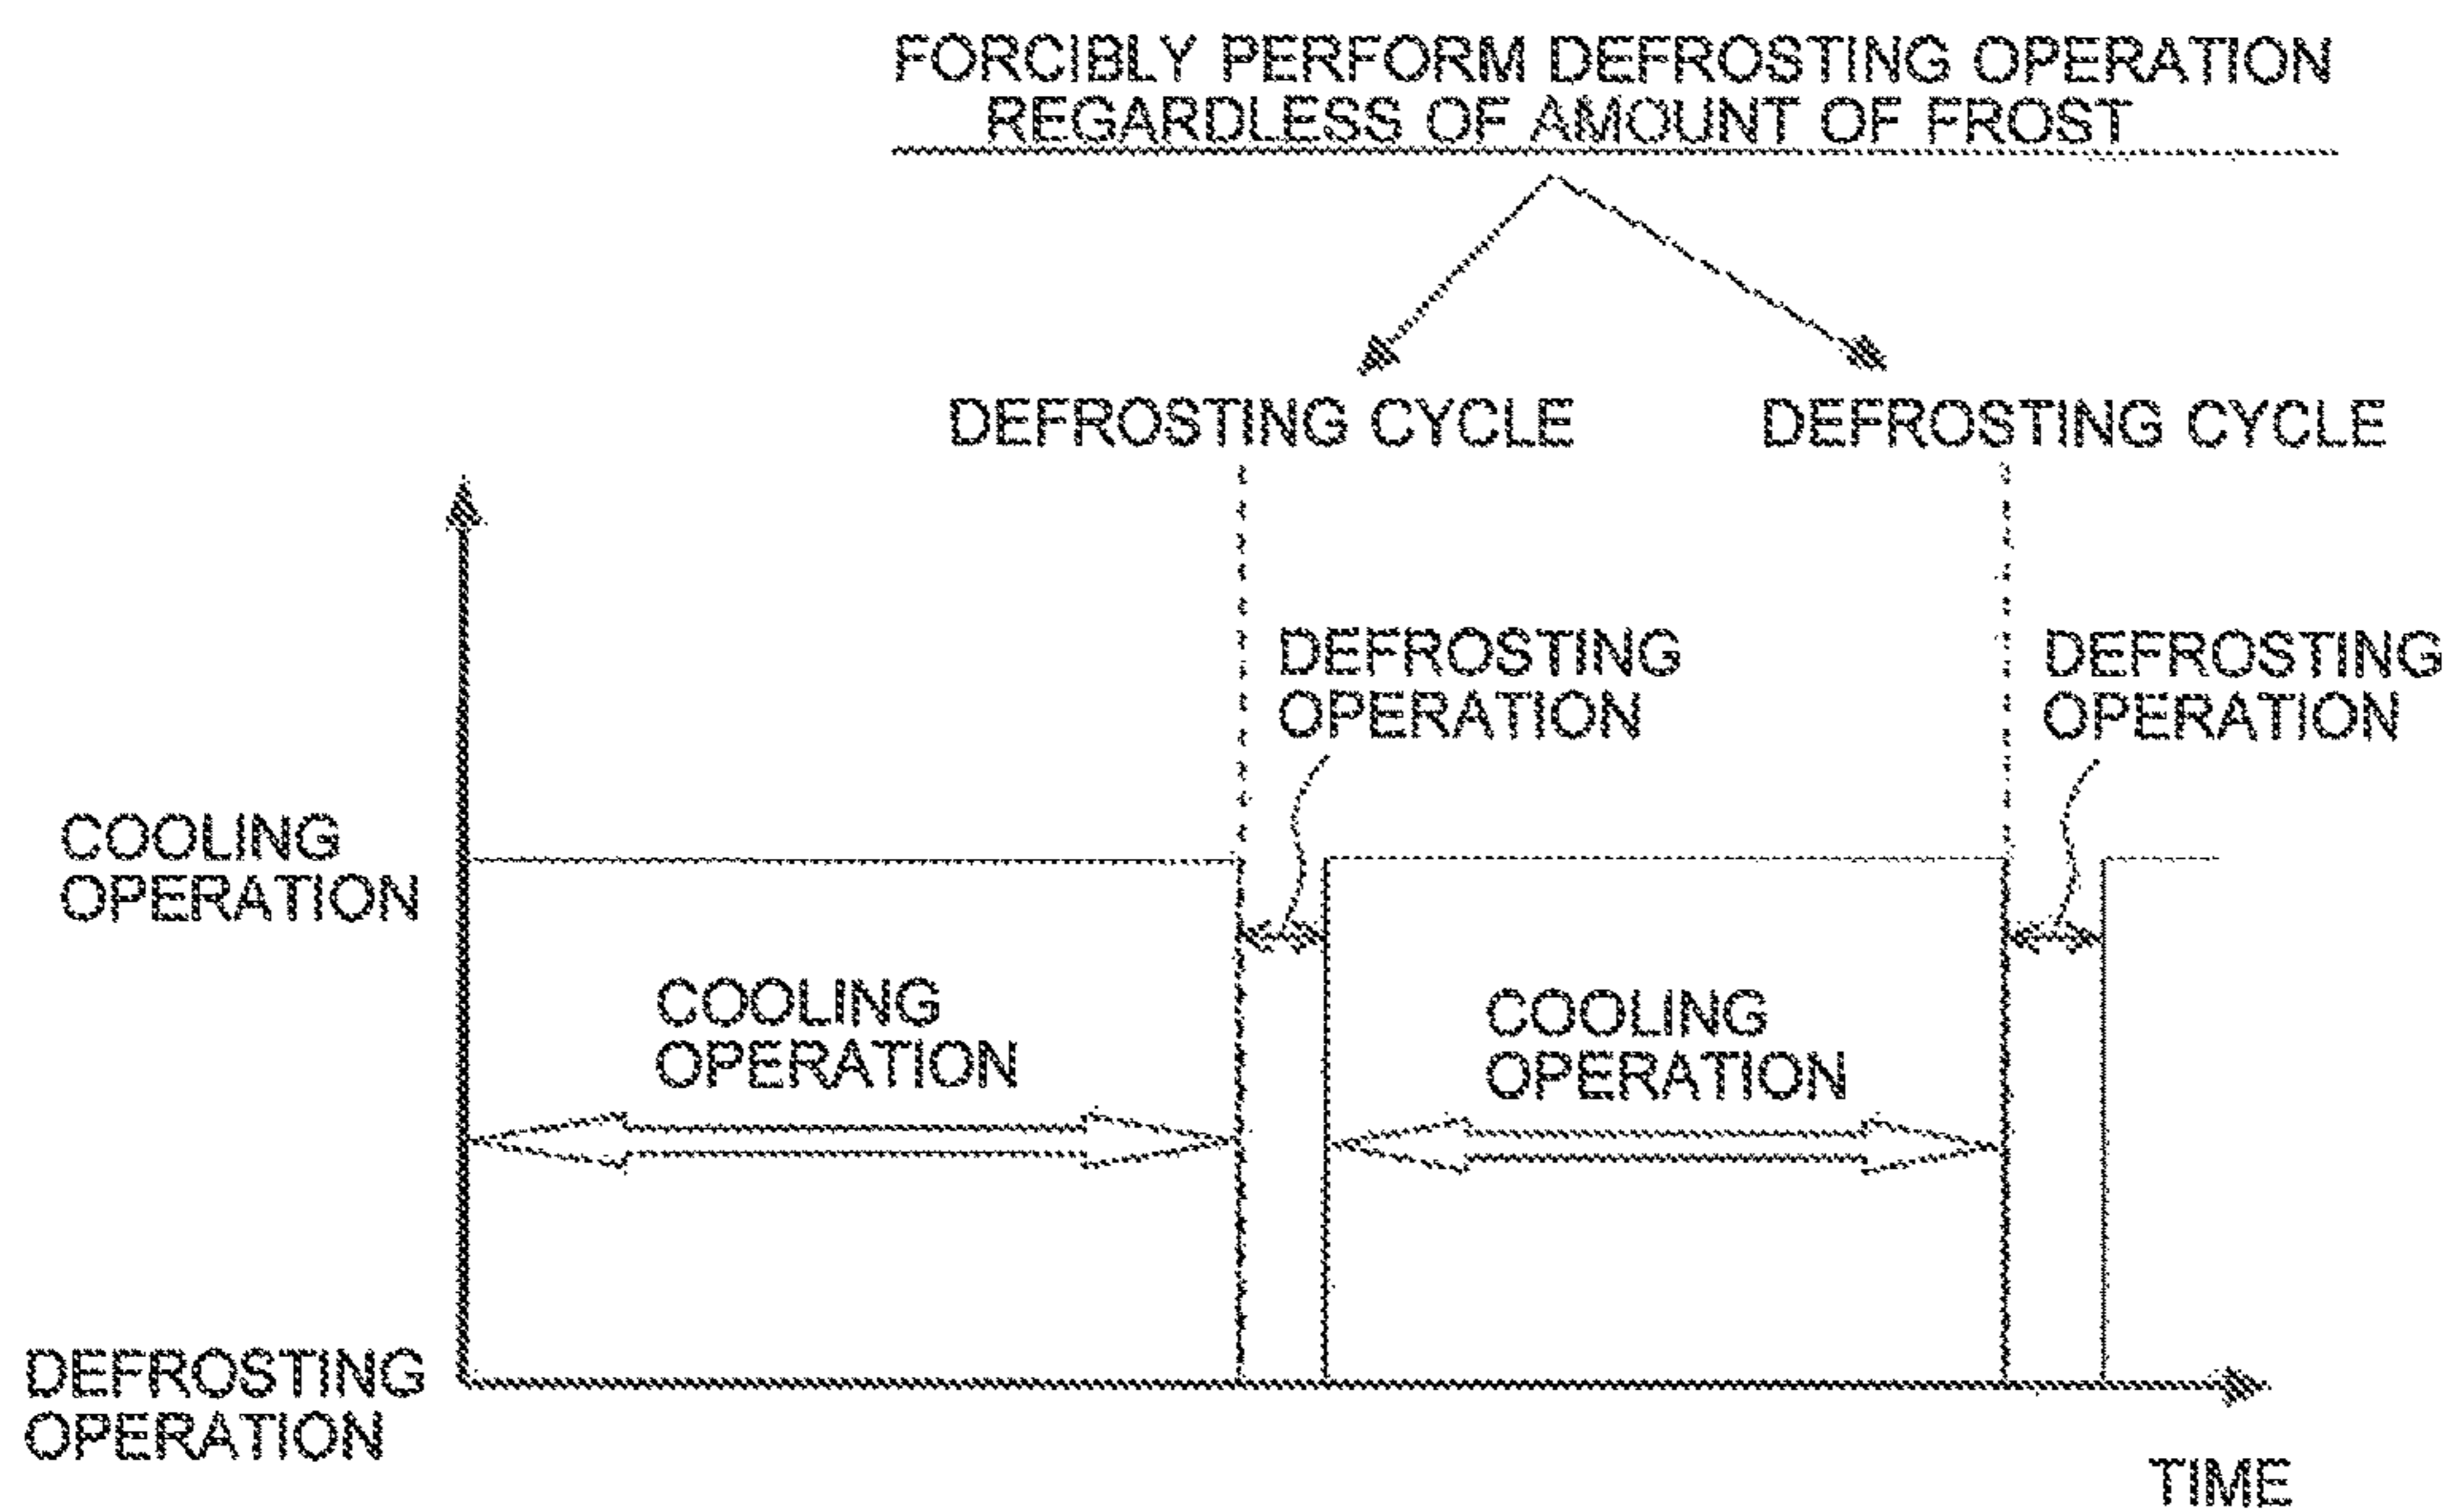 FORCIBLY PERFORM DEFROSTING OPERATION
REGARDLESS OF AMOUNT OF FROST
DEFROSTING CYCLE
DEFROSTING CYCLE
DEFROSTING
OPERATION
DEFROSTING
OPERATION
COOLING
OPERATION
COOLING
OPERATION
COOLING
OPERATION
DEFROSTING
OPERATION
TIME